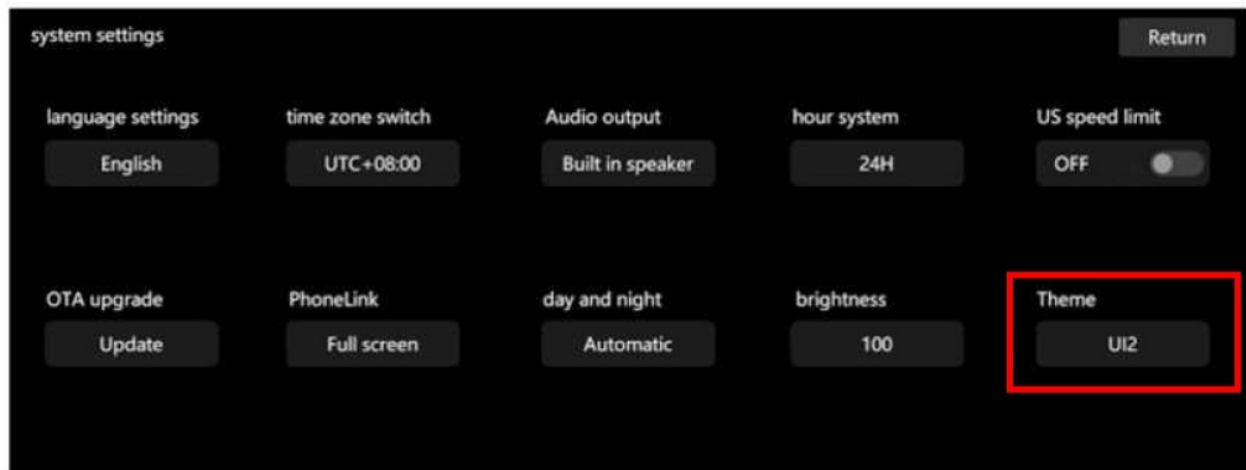 system settings
Return
language settings
time zone switch
Audio output
hour system
US speed limit
English
UTC+08:00
Built in speaker
24H
OFF
OTA upgrade
PhoneLink
day and night
brightness
Theme
Update
Full screen
Automatic
100
UI2